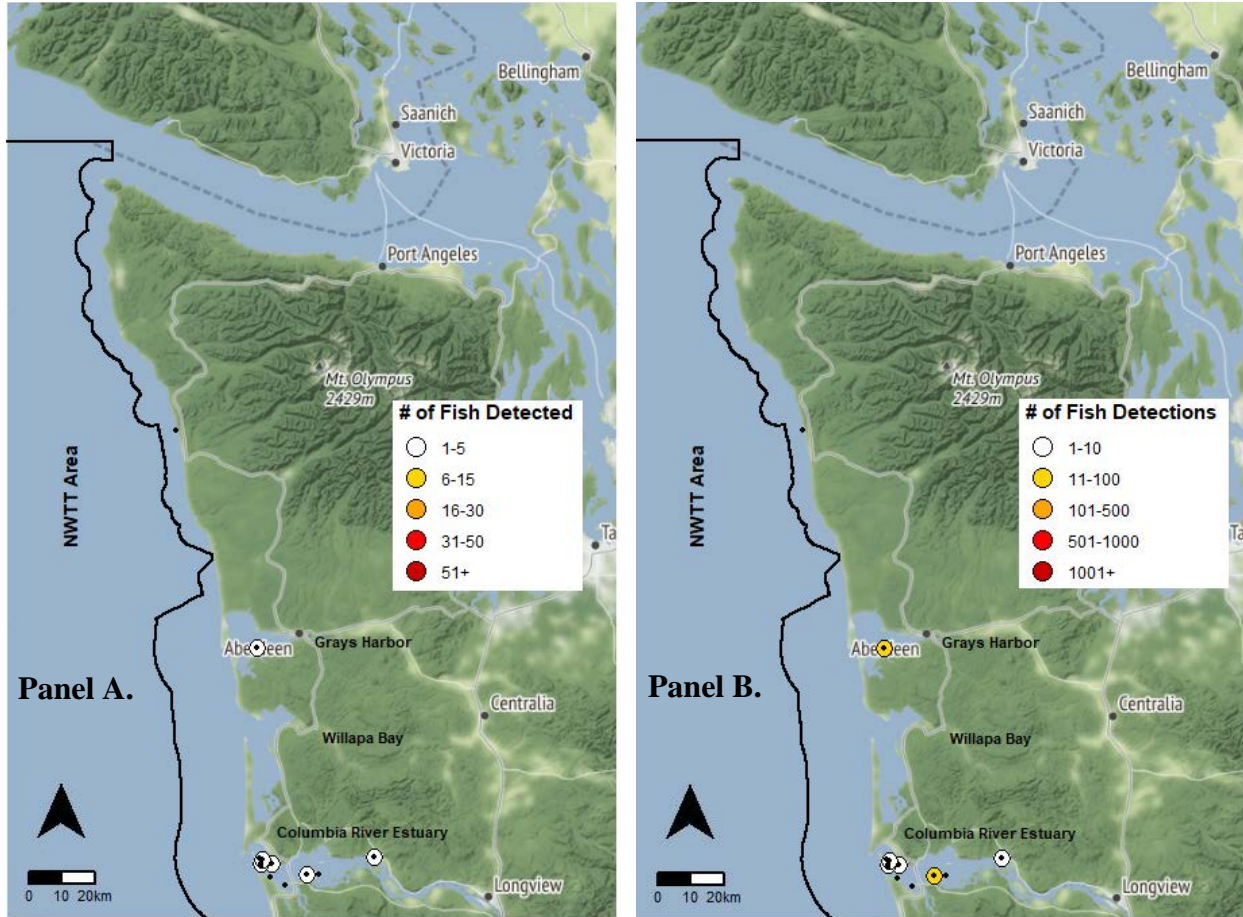 Bellingham
Saanich
Victoria
Port Angeles
Mt. Olympus
2429m
# of Fish Detected
1-5
6-15
16-30
31-50
51+
NWTT Area
Ta
Aberdeen
Grays Harbor
Panel A.
Centralia
Willapa Bay
Columbia River Estuary
Longview
0 10 20km
Bellingham
Saanich
Victoria
Port Angeles
Mt. Olympus
2429m
# of Fish Detections
1-10
11-100
101-500
501-1000
1001+
NWTT Area
Ta
Aberdeen
Grays Harbor
Panel B.
Centralia
Willapa Bay
Columbia River Estuary
Longview
0 10 20km